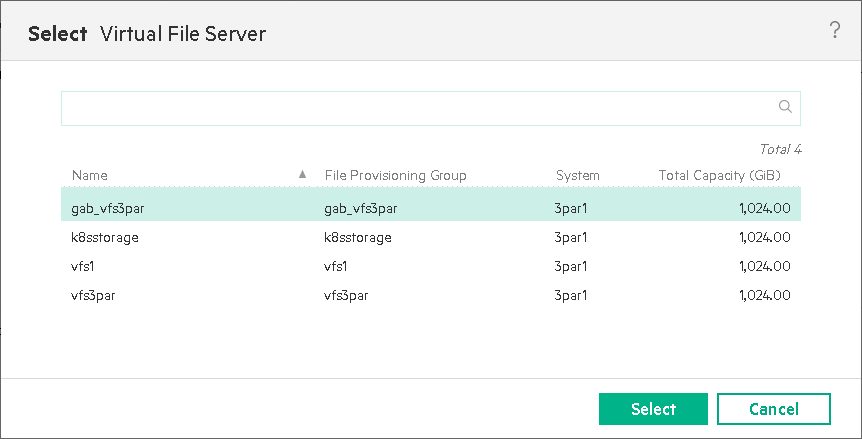 Select Virtual File Server ?
Total 4
Name ▲ File Provisioning Group System Total Capacity (GiB)
gab_vfs3par gab_vfs3par 3par1 1,024.00
k8sstorage k8sstorage 3par1 1,024.00
vfs1 vfs1 3par1 1,024.00
vfs3par vfs3par 3par1 1,024.00
Select Cancel